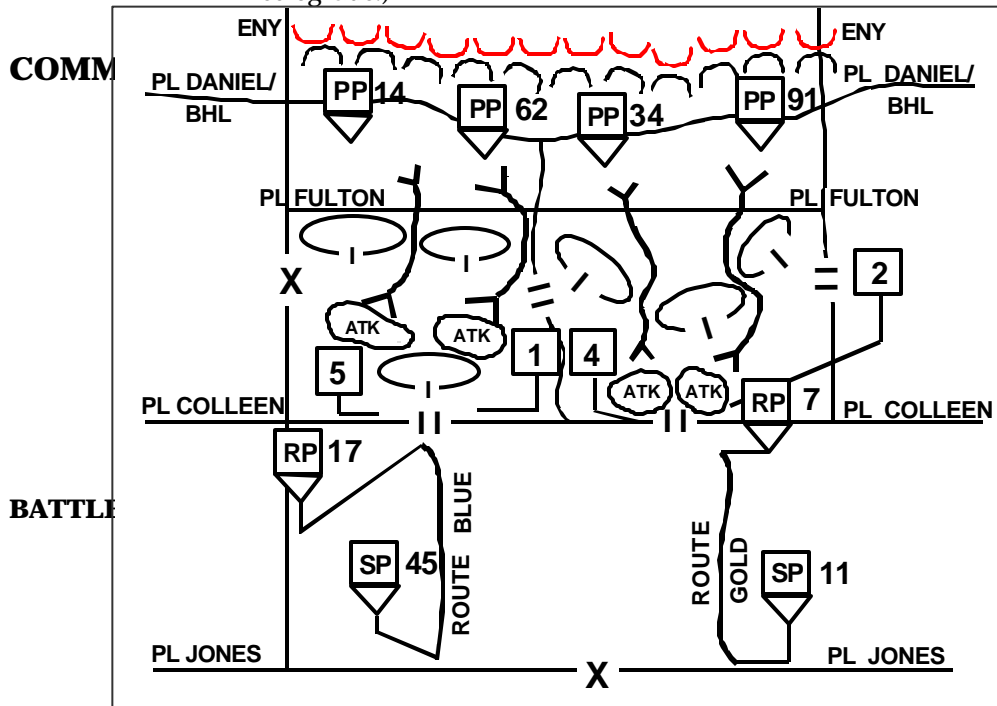 ENY
ENY
COMM
PL DANIEL/
BHL
PP 14
PP 62
PP 34
PP 91
PL DANIEL/
BHL
PL FULTON
PL FULTON
X
I
I
2
ATK
ATK
5
I
1
4
ATK
ATK
RP 7
PL COLLEEN
PL COLLEEN
RP 17
BATTLE
ROUTE BLUE
ROUTE GOLD
SP 45
SP 11
PL JONES
PL JONES
X